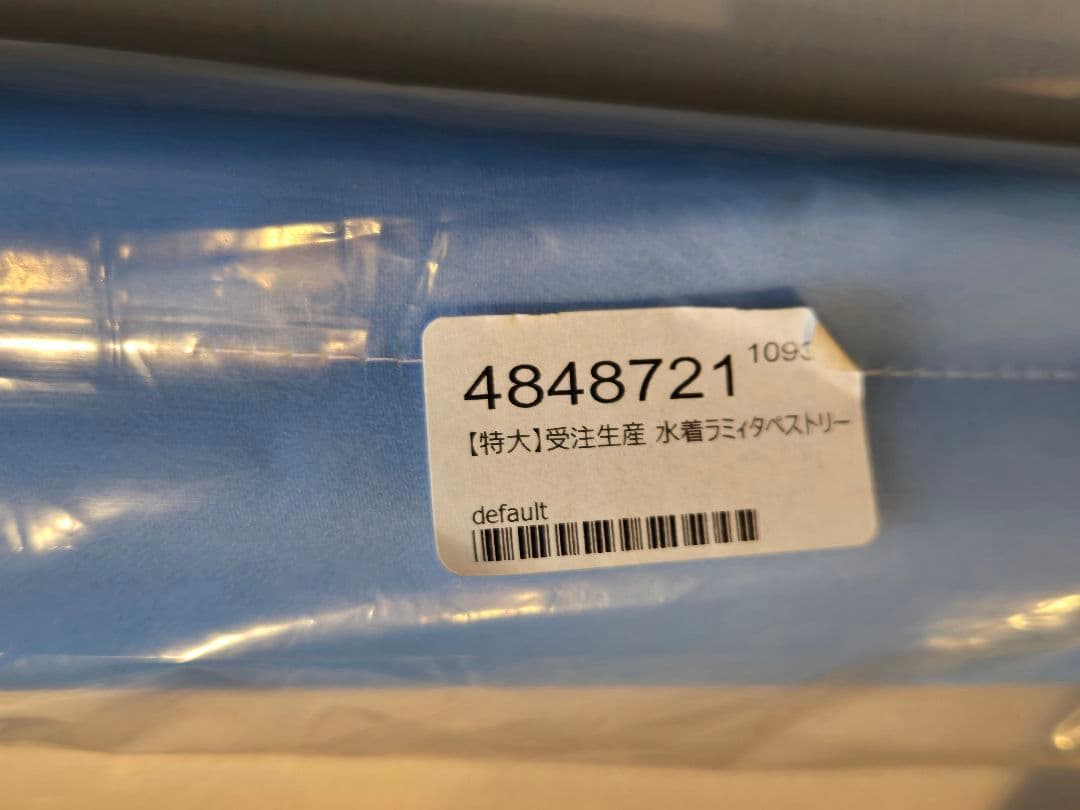 4848721 1093
【特大】受注生産 水着ラミィタペストリー
default